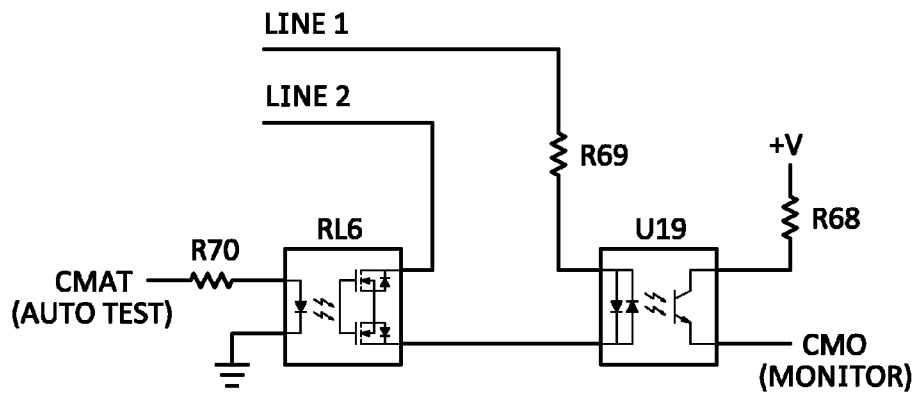 LINE 1
LINE 2
R69
+V
R68
RL6
U19
R70
CMAT
(AUTO TEST)
CMO
(MONITOR)